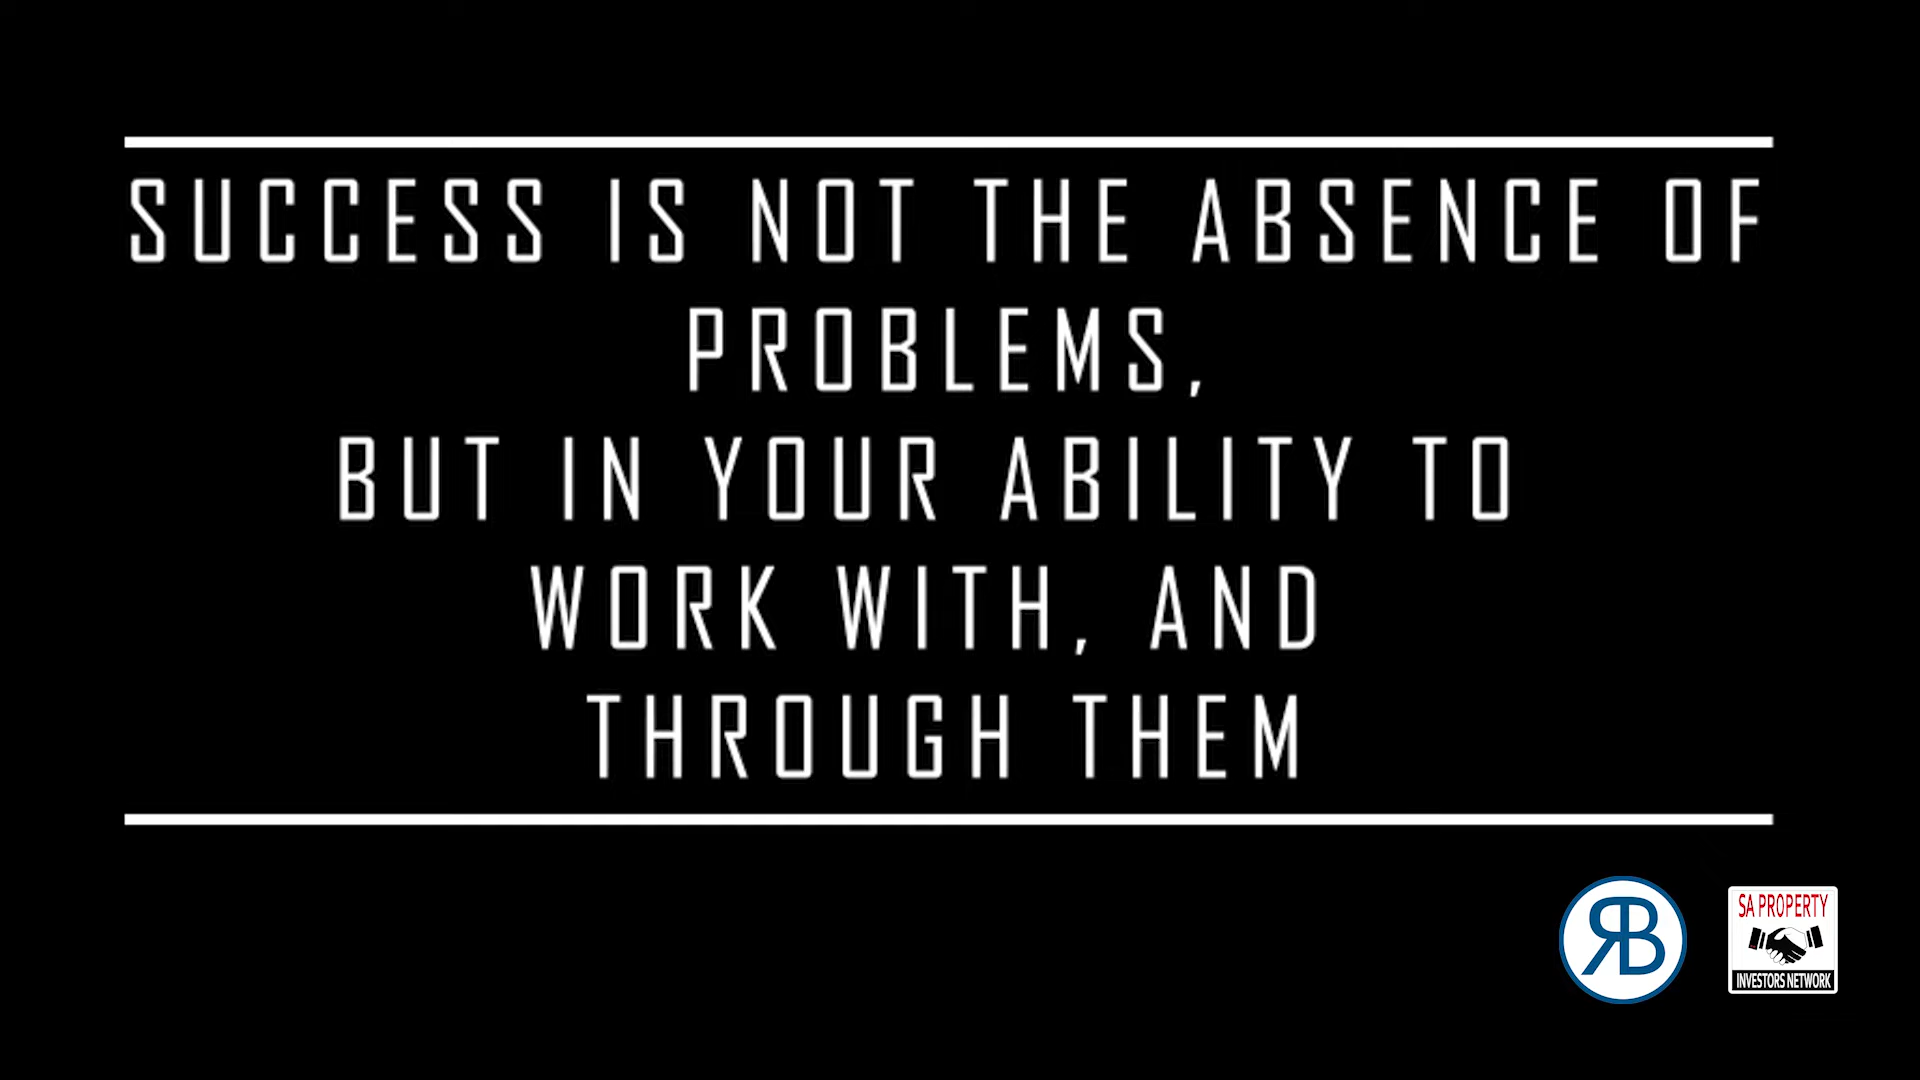 SUCCESS IS NOT THE ABSENCE OF
PROBLEMS,
BUT IN YOUR ABILITY TO
WORK WITH, AND
THROUGH THEM
RB
SA PROPERTY
INVESTORS NETWORK